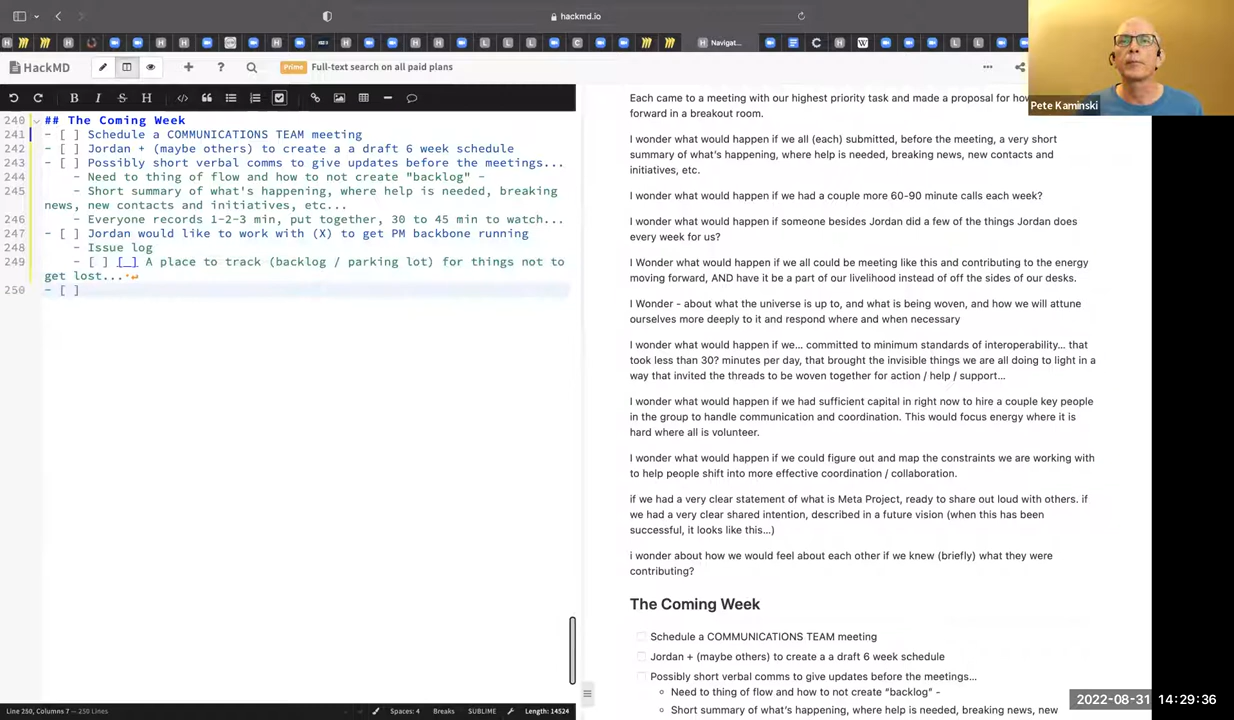 hackmd.io
Navigat...
HackMD
Prime Full-text search on all paid plans
Pete Kaminski
240 ## The Coming Week
241 - [ ] Schedule a COMMUNICATIONS TEAM meeting
242 - [ ] Jordan + (maybe others) to create a a draft 6 week schedule
243 - [ ] Possibly short verbal comms to give updates before the meetings...
244 - Need to thing of flow and how to not create "backlog" -
245 - Short summary of what's happening, where help is needed, breaking
news, new contacts and initiatives, etc...
246 - Everyone records 1-2-3 min, put together, 30 to 45 min to watch...
247 - [ ] Jordan would like to work with (X) to get PM backbone running
248 - Issue log
249 - [ ] [ ] A place to track (backlog / parking lot) for things not to
get lost...
250 - [ ]
Each came to a meeting with our highest priority task and made a proposal for how
forward in a breakout room.
I wonder what would happen if we all (each) submitted, before the meeting, a very short
summary of what's happening, where help is needed, breaking news, new contacts and
initiatives, etc.
I wonder what would happen if we had a couple more 60-90 minute calls each week?
I wonder what would happen if someone besides Jordan did a few of the things Jordan does
every week for us?
I Wonder what would happen if we all could be meeting like this and contributing to the energy
moving forward, AND have it be a part of our livelihood instead of off the sides of our desks.
I Wonder - about what the universe is up to, and what is being woven, and how we will attune
ourselves more deeply to it and respond where and when necessary
I wonder what would happen if we... committed to minimum standards of interoperability... that
took less than 30? minutes per day, that brought the invisible things we are all doing to light in a
way that invited the threads to be woven together for action / help / support...
I wonder what would happen if we had sufficient capital in right now to hire a couple key people
in the group to handle communication and coordination. This would focus energy where it is
hard where all is volunteer.
I wonder what would happen if we could figure out and map the constraints we are working with
to help people shift into more effective coordination / collaboration.
if we had a very clear statement of what is Meta Project, ready to share out loud with others. if
we had a very clear shared intention, described in a future vision (when this has been
successful, it looks like this...)
i wonder about how we would feel about each other if we knew (briefly) what they were
contributing?
The Coming Week
Schedule a COMMUNICATIONS TEAM meeting
Jordan + (maybe others) to create a a draft 6 week schedule
Possibly short verbal comms to give updates before the meetings...
Need to thing of flow and how to not create "backlog" -
Short summary of what's happening, where help is needed, breaking news, new
Line 250, Columns 7 — 250 Lines
Spaces: 4
Breaks
SUBLIME
Length: 14524
2022-08-31 14:29:36